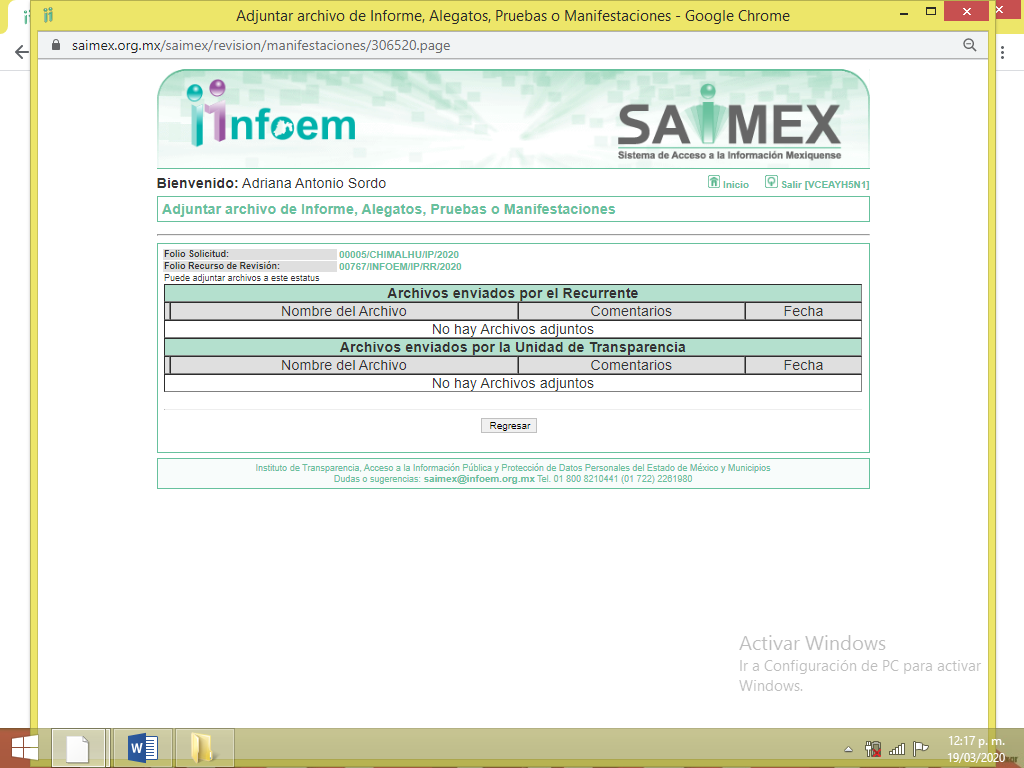 Adjuntar archivo de Informe, Alegatos, Pruebas o Manifestaciones - Google Chrome
saimex.org.mx/saimex/revision/manifestaciones/306520.page
infoem
SAIMEX
Sistema de Acceso a la Información Mexiquense
Bienvenido: Adriana Antonio Sordo
Inicio Salir [VCEAYH5N1]
Adjuntar archivo de Informe, Alegatos, Pruebas o Manifestaciones
Folio Solicitud: 00005/CHIMALHU/IP/2020
Folio Recurso de Revisión: 00767/INFOEM/IP/RR/2020
Puede adjuntar archivos a este estatus
Archivos enviados por el Recurrente
Nombre del Archivo Comentarios Fecha
No hay Archivos adjuntos
Archivos enviados por la Unidad de Transparencia
Nombre del Archivo Comentarios Fecha
No hay Archivos adjuntos
Regresar
Instituto de Transparencia, Acceso a la Información Pública y Protección de Datos Personales del Estado de México y Municipios
Dudas o sugerencias: saimex@infoem.org.mx Tel. 01 800 8210441 (01 722) 2261980
Activar Windows
Ir a Configuración de PC para activar
Windows.
12:17 p. m.
19/03/2020